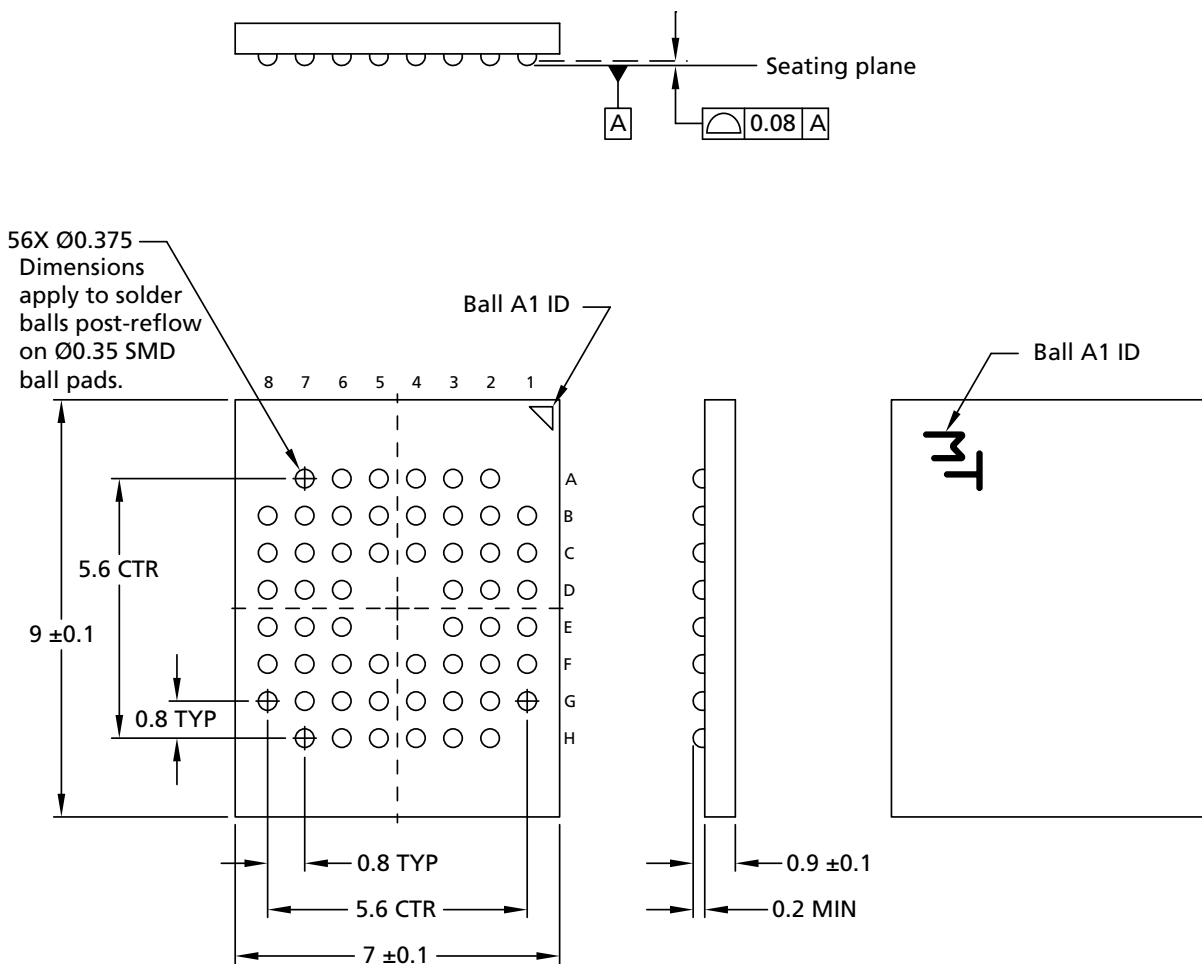 Seating plane
A
0.08 A
56X Ø0.375
Dimensions
apply to solder
balls post-reflow
on Ø0.35 SMD
ball pads.
Ball A1 ID
Ball A1 ID
8 7 6 5 4 3 2 1
A
B
C
D
E
F
G
H
5.6 CTR
9 ±0.1
0.8 TYP
0.8 TYP
5.6 CTR
7 ±0.1
0.9 ±0.1
0.2 MIN